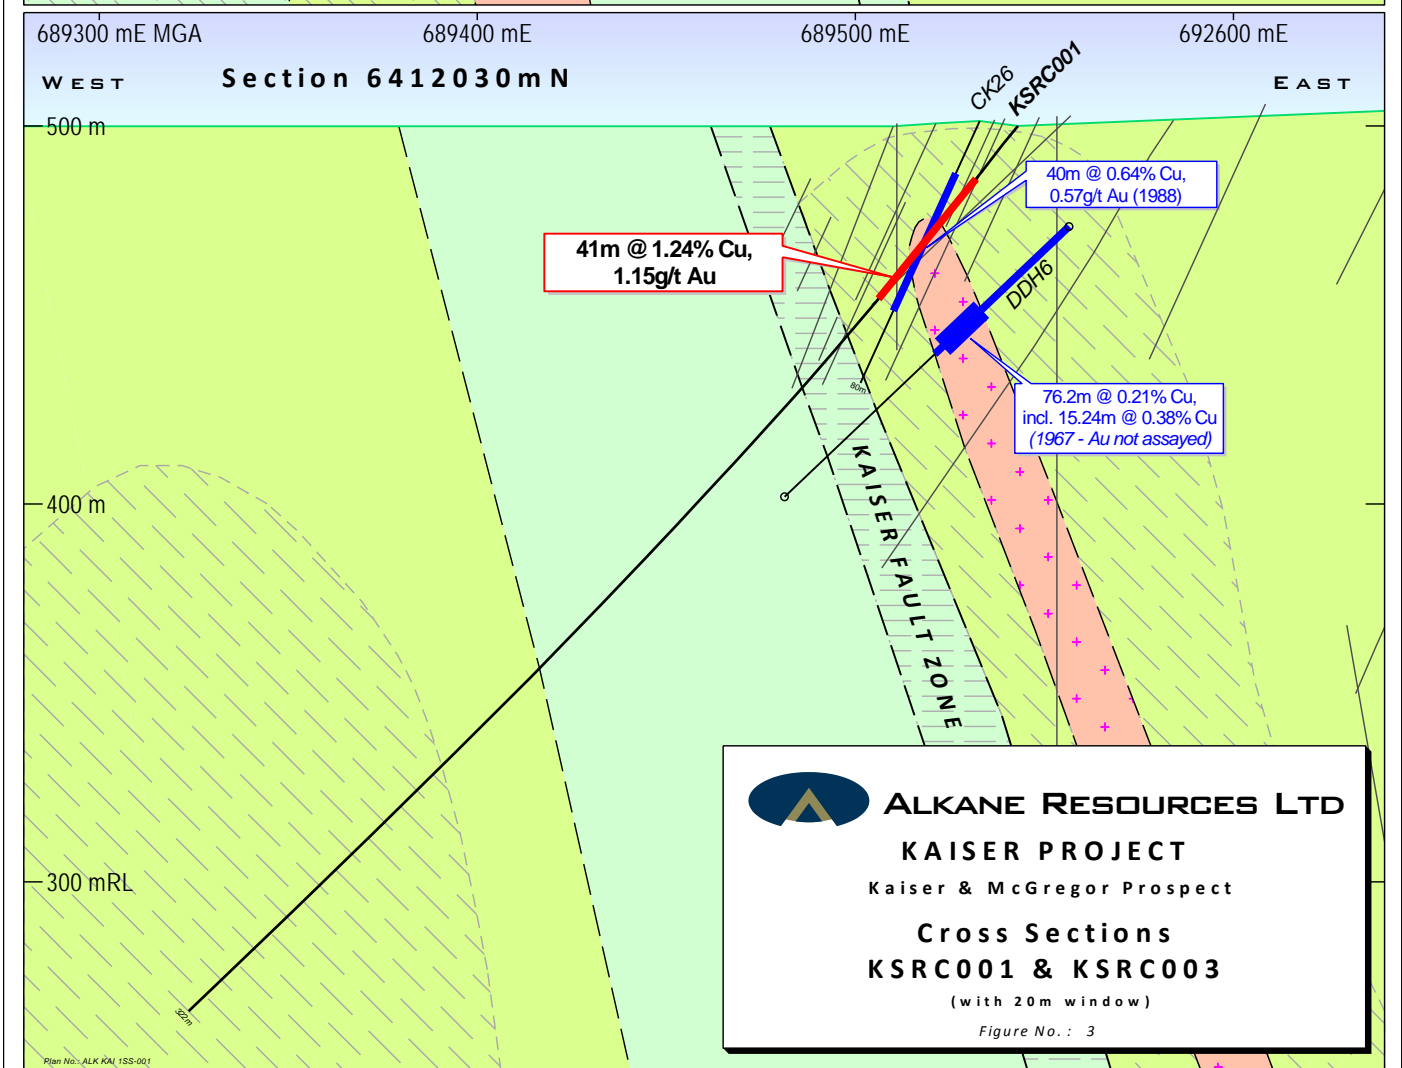 689300 mE MGA
689400 mE
689500 mE
692600 mE
WEST
Section 6412030mN
EAST
CK26
KSRC001
500 m
40m @ 0.64% Cu,
0.57g/t Au (1988)
41m @ 1.24% Cu,
1.15g/t Au
DDH6
80m
76.2m @ 0.21% Cu,
incl. 15.24m @ 0.38% Cu
(1967 - Au not assayed)
KAISER FAULT ZONE
400 m
300 mRL
322m
ALKANE RESOURCES LTD
KAISER PROJECT
Kaiser & McGregor Prospect
Cross Sections
KSRC001 & KSRC003
(with 20m window)
Figure No. : 3
Plan No.: ALK KAI 1SS-001